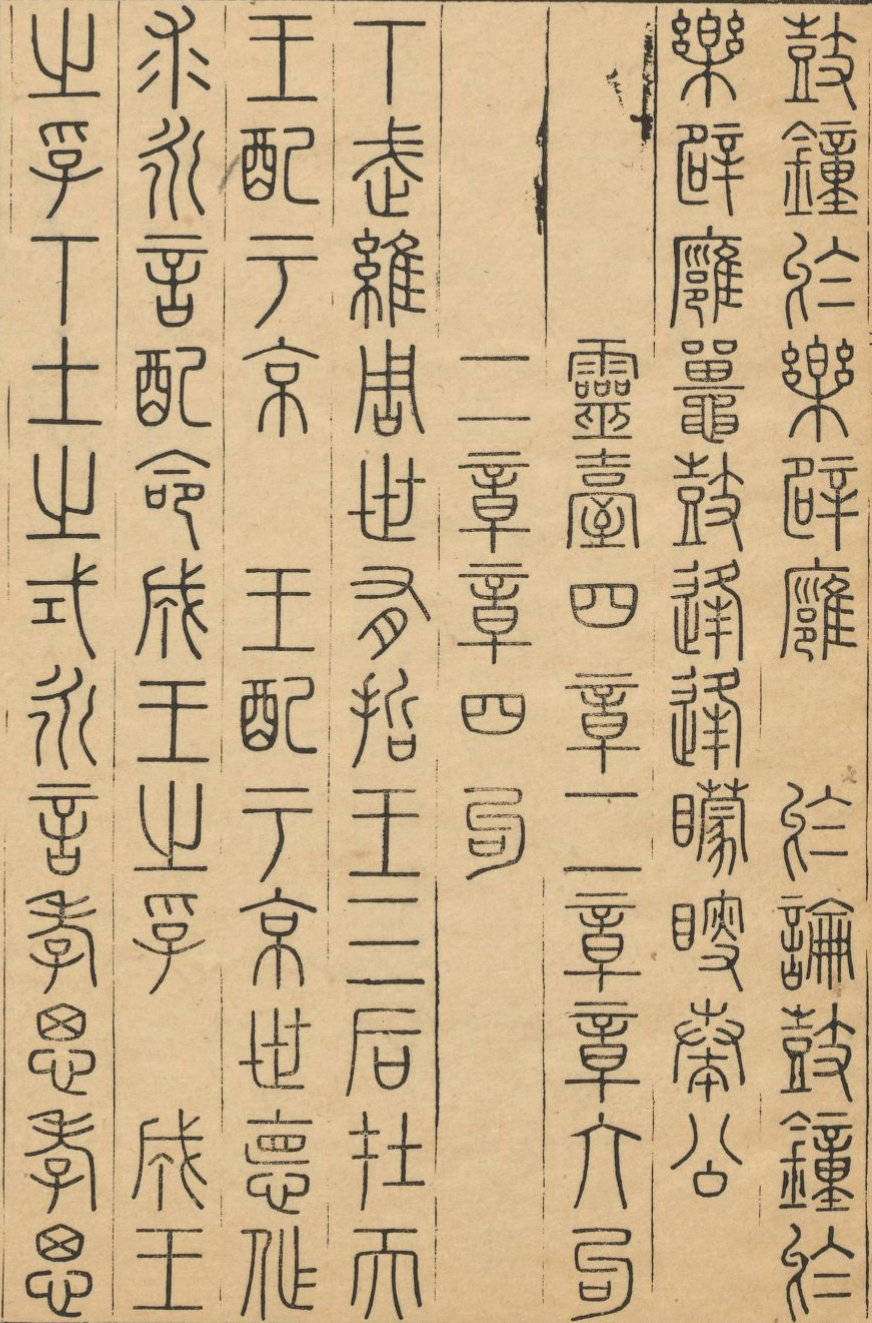 鼓鐘於樂辟廱 於論鼓鐘於
樂辟廱鼉鼓逢逢矇瞍奏公
靈臺四章二章章六句
二章章四句
下武維周世有哲王三后在天
王配于京 王配于京世悳作
求永言配命成王之孚 成王
之孚下土之式永言孝思孝思